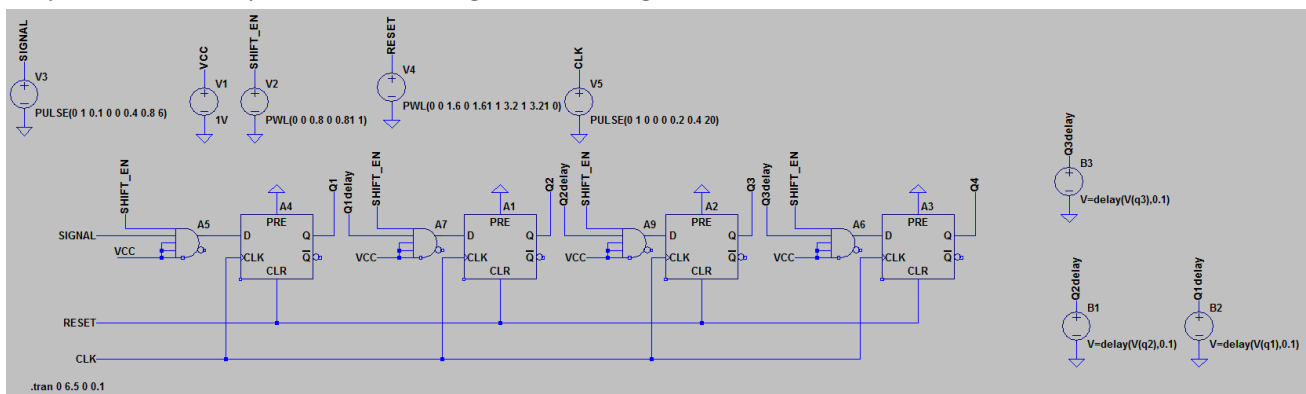 SIGNAL
V3
PULSE(0 1 0.1 0 0 0.4 0.8 6)
VCC
V1
1V
SHIFT_EN
V2
PWL(0 0 0.8 0 0.81 1)
RESET
V4
PWL(0 0 1.6 0 1.61 1 3.2 1 3.21 0)
CLK
V5
PULSE(0 1 0 0 0 0.2 0.4 20)
Q3delay
B3
V=delay(V(q3),0.1)
SHIFT_EN
SIGNAL
VCC
A5
A4
PRE
D
Q
CLK
Q
CLR
Q1
Q1delay
SHIFT_EN
VCC
A7
A1
PRE
D
Q
CLK
Q
CLR
Q2
Q2delay
SHIFT_EN
VCC
A9
A2
PRE
D
Q
CLK
Q
CLR
Q3
Q3delay
SHIFT_EN
VCC
A6
A3
PRE
D
Q
CLK
Q
CLR
Q4
Q2delay
B1
V=delay(V(q2),0.1)
Q1delay
B2
V=delay(V(q1),0.1)
RESET
CLK
.tran 0 6.5 0 0.1